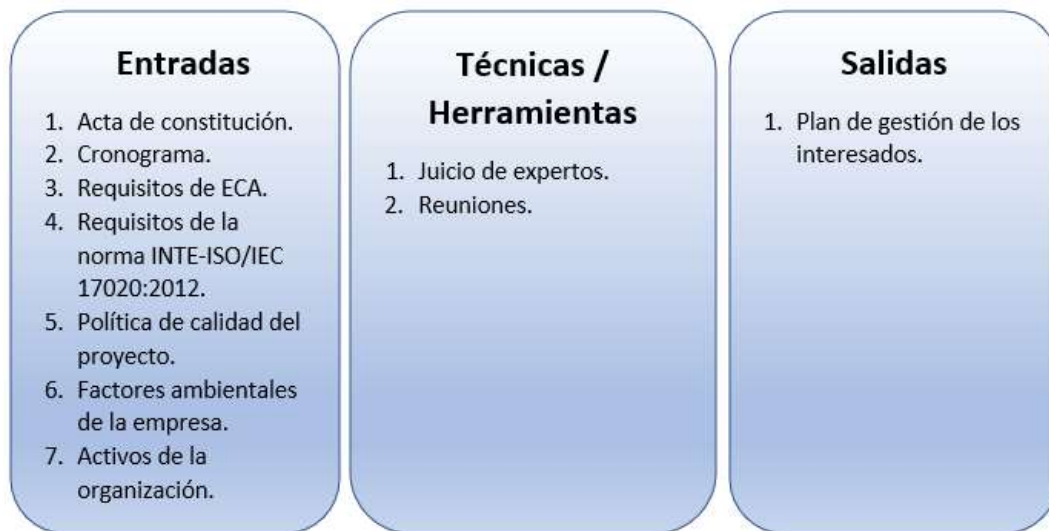 Entradas
1. Acta de constitución.
2. Cronograma.
3. Requisitos de ECA.
4. Requisitos de la
norma INTE-ISO/IEC
17020:2012.
5. Política de calidad del
proyecto.
6. Factores ambientales
de la empresa.
7. Activos de la
organización.
Técnicas /
Herramientas
1. Juicio de expertos.
2. Reuniones.
Salidas
1. Plan de gestión de los
interesados.